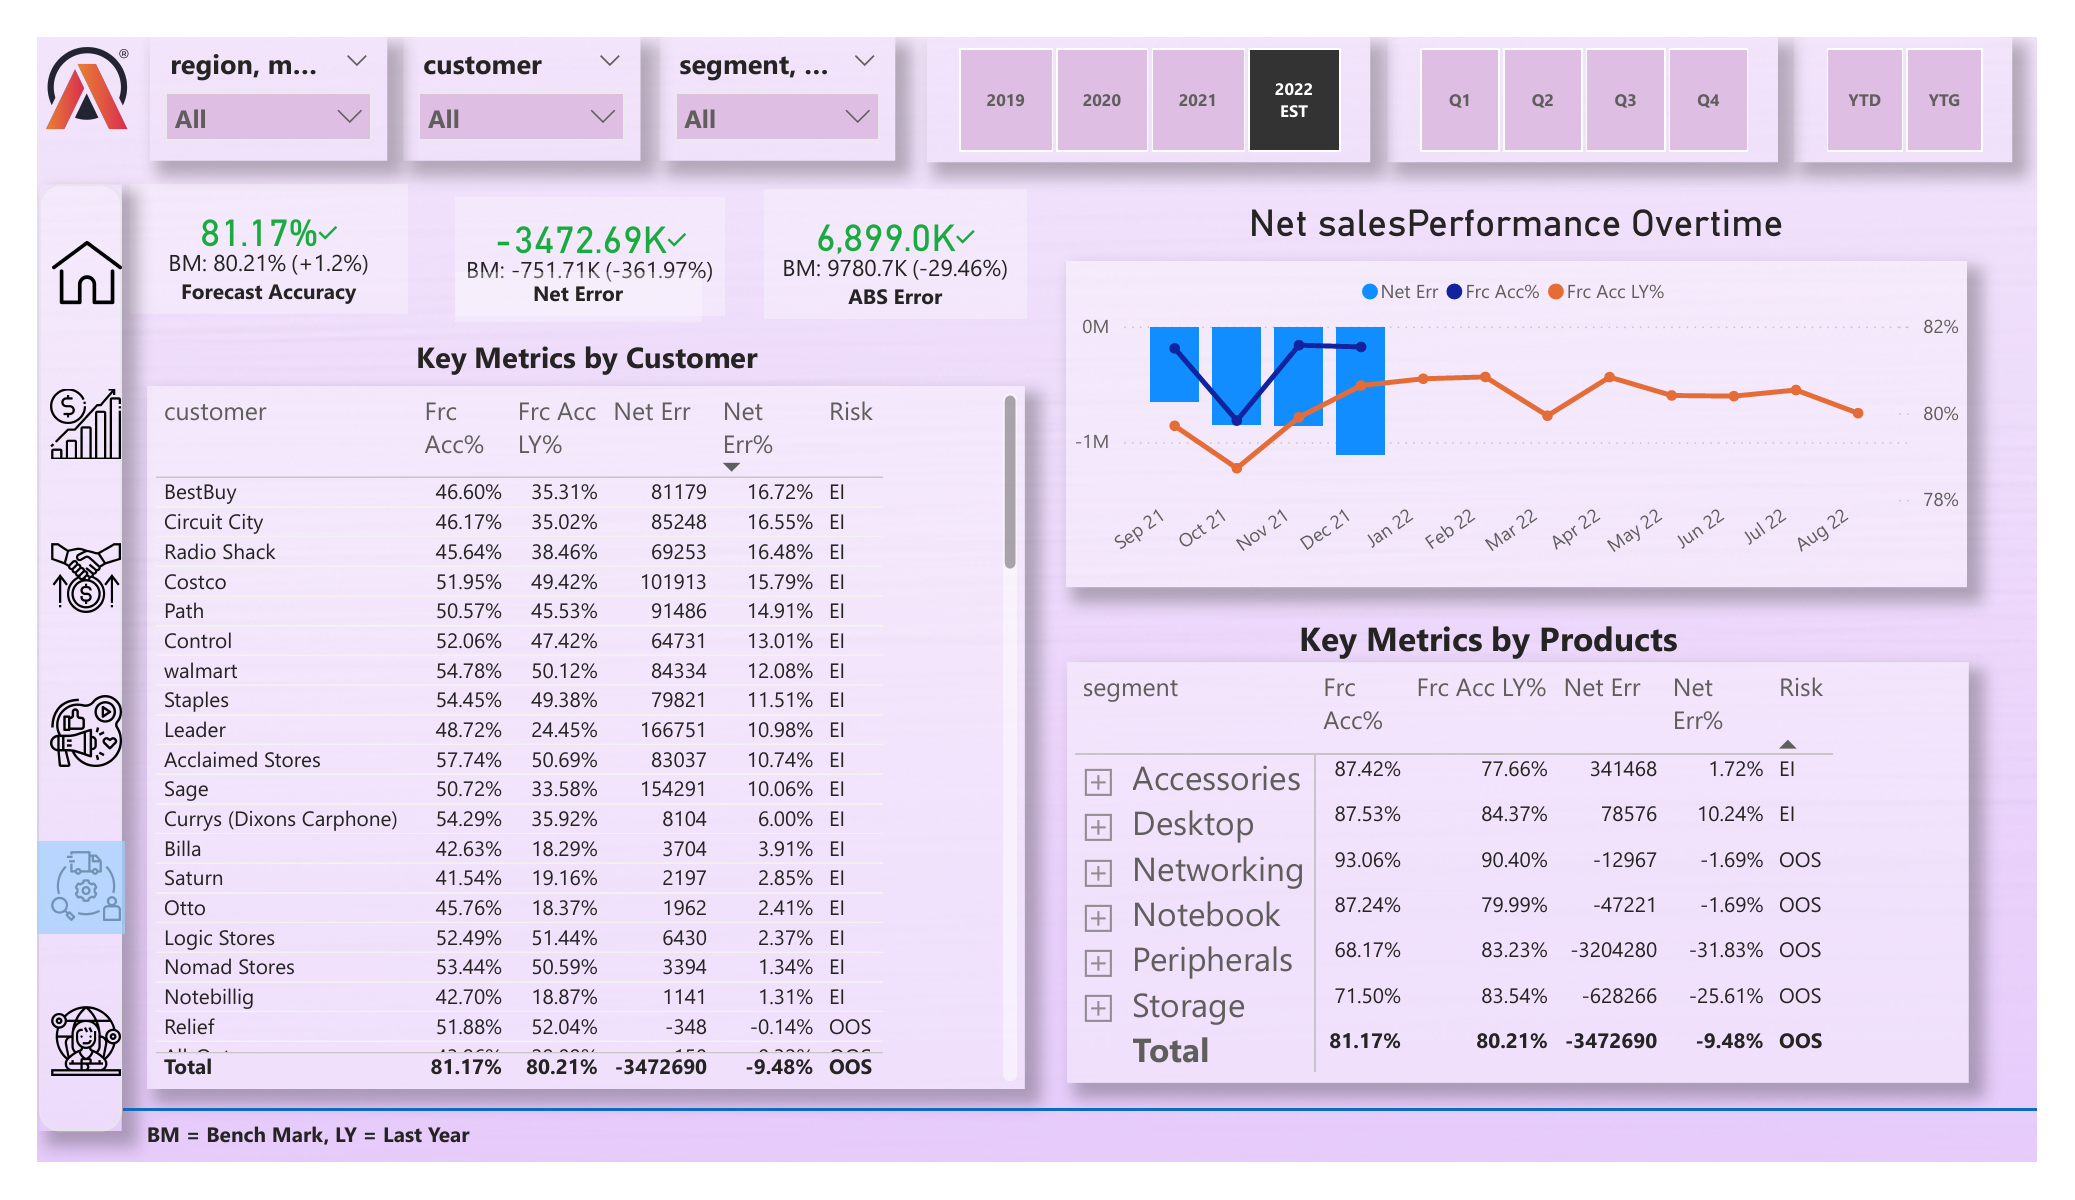 ®
region, m...
All
customer
All
segment, ...
All
2019
2020
2021
2022
EST
Q1
Q2
Q3
Q4
YTD
YTG
81.17%
BM: 80.21% (+1.2%)
Forecast Accuracy
-3472.69K
BM: -751.71K (-361.97%)
Net Error
6,899.0K
BM: 9780.7K (-29.46%)
ABS Error
Net salesPerformance Overtime
Net Err Frc Acc% Frc Acc LY%
0M
-1M
82%
80%
78%
Sep 21
Oct 21
Nov 21
Dec 21
Jan 22
Feb 22
Mar 22
Apr 22
May 22
Jun 22
Jul 22
Aug 22
Key Metrics by Customer
customer Frc Acc% Frc Acc LY% Net Err Net Err% Risk
BestBuy 46.60% 35.31% 81179 16.72% EI
Circuit City 46.17% 35.02% 85248 16.55% EI
Radio Shack 45.64% 38.46% 69253 16.48% EI
Costco 51.95% 49.42% 101913 15.79% EI
Path 50.57% 45.53% 91486 14.91% EI
Control 52.06% 47.42% 64731 13.01% EI
walmart 54.78% 50.12% 84334 12.08% EI
Staples 54.45% 49.38% 79821 11.51% EI
Leader 48.72% 24.45% 166751 10.98% EI
Acclaimed Stores 57.74% 50.69% 83037 10.74% EI
Sage 50.72% 33.58% 154291 10.06% EI
Currys (Dixons Carphone) 54.29% 35.92% 8104 6.00% EI
Billa 42.63% 18.29% 3704 3.91% EI
Saturn 41.54% 19.16% 2197 2.85% EI
Otto 45.76% 18.37% 1962 2.41% EI
Logic Stores 52.49% 51.44% 6430 2.37% EI
Nomad Stores 53.44% 50.59% 3394 1.34% EI
Notebillig 42.70% 18.87% 1141 1.31% EI
Relief 51.88% 52.04% -348 -0.14% OOS
Total 81.17% 80.21% -3472690 -9.48% OOS
Key Metrics by Products
segment Frc Acc% Frc Acc LY% Net Err Net Err% Risk
Accessories 87.42% 77.66% 341468 1.72% EI
Desktop 87.53% 84.37% 78576 10.24% EI
Networking 93.06% 90.40% -12967 -1.69% OOS
Notebook 87.24% 79.99% -47221 -1.69% OOS
Peripherals 68.17% 83.23% -3204280 -31.83% OOS
Storage 71.50% 83.54% -628266 -25.61% OOS
Total 81.17% 80.21% -3472690 -9.48% OOS
BM = Bench Mark, LY = Last Year